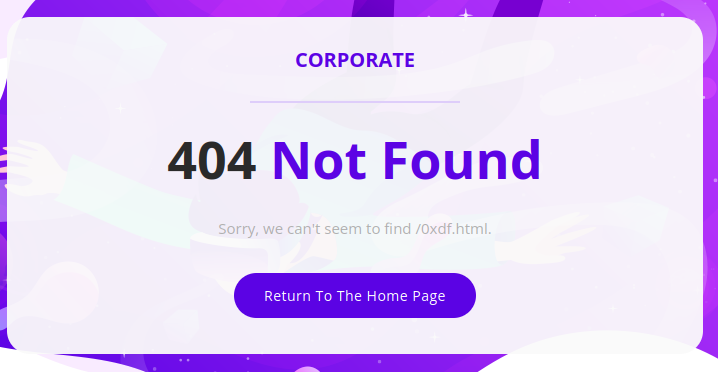 CORPORATE
404 Not Found
Sorry, we can't seem to find /0xdf.html.
Return To The Home Page